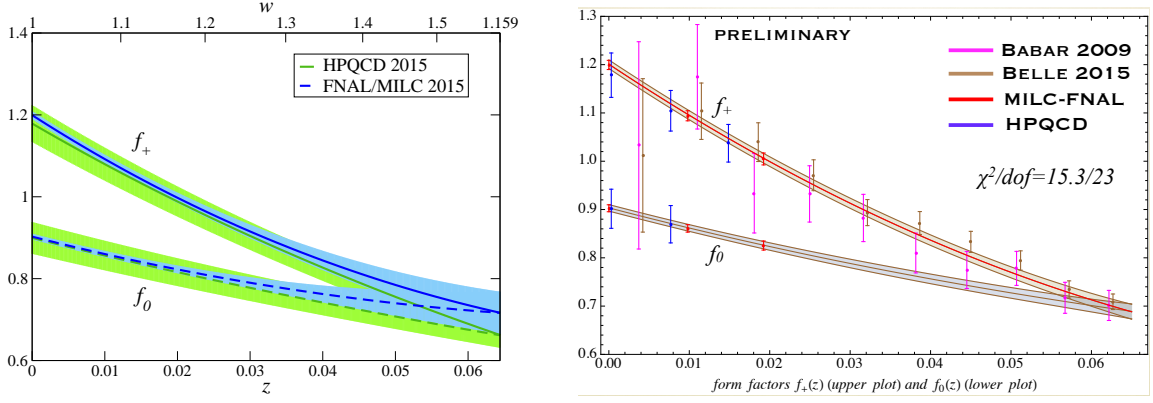 w
1 1.1 1.2 1.3 1.4 1.5 1.159
1.4
1.2
1
0.8
0.6
HPQCD 2015
FNAL/MILC 2015
f+
f0
0 0.01 0.02 0.03 0.04 0.05 0.06
z
1.3
1.2
1.1
1.0
0.9
0.8
0.7
0.6
PRELIMINARY
BABAR 2009
BELLE 2015
MILC-FNAL
HPQCD
f+
χ²/dof=15.3/23
f0
0.00 0.01 0.02 0.03 0.04 0.05 0.06
form factors f+(z) (upper plot) and f0(z) (lower plot)